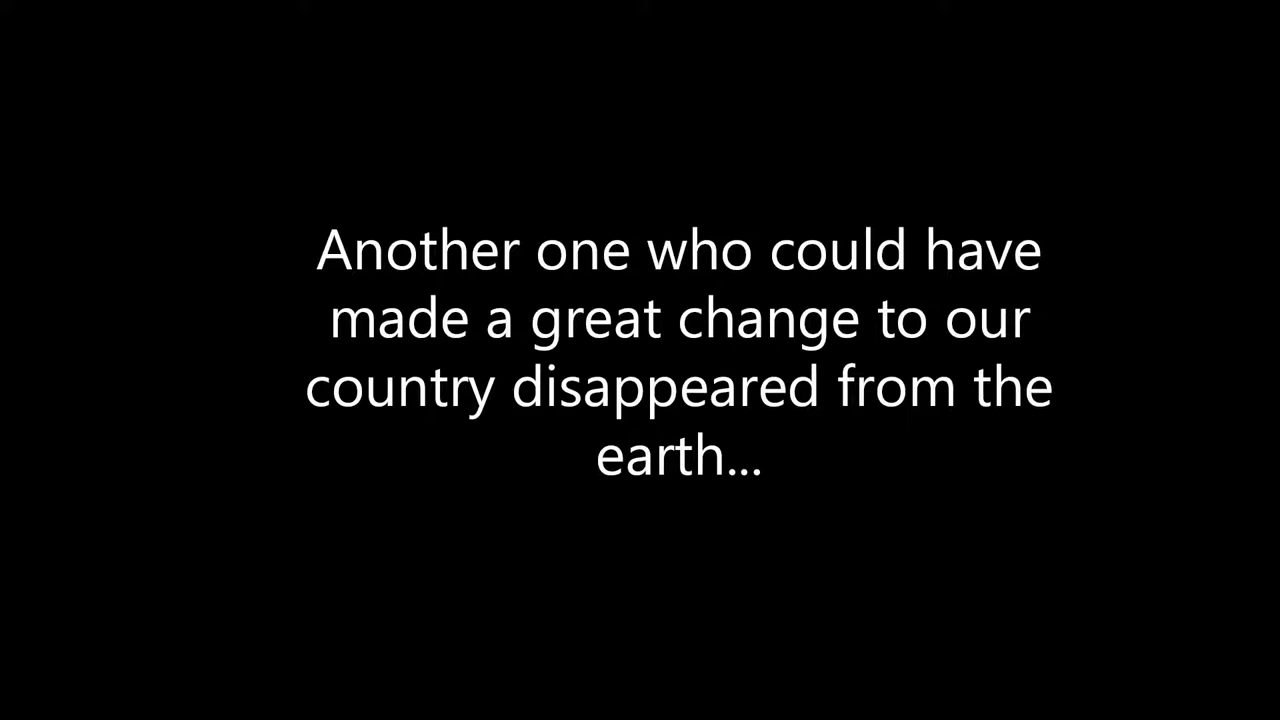 Another one who could have
made a great change to our
country disappeared from the
earth...